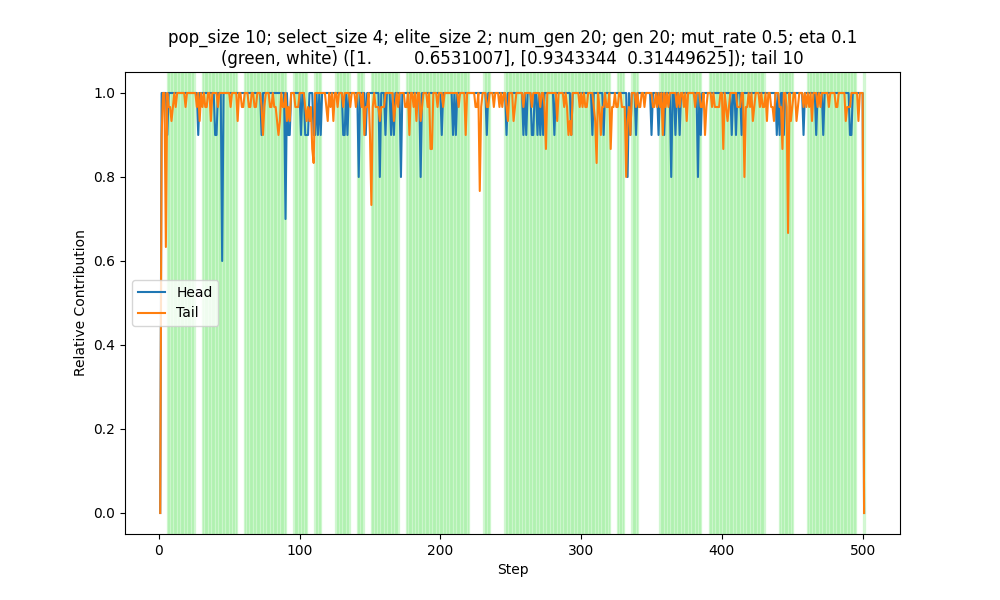 pop_size 10; select_size 4; elite_size 2; num_gen 20; gen 20; mut_rate 0.5; eta 0.1
(green, white) ([1.         0.6531007], [0.9343344  0.31449625]); tail 10
1.0
0.8
0.6
0.4
0.2
0.0
Relative Contribution
Head
Tail
0
100
200
300
400
500
Step